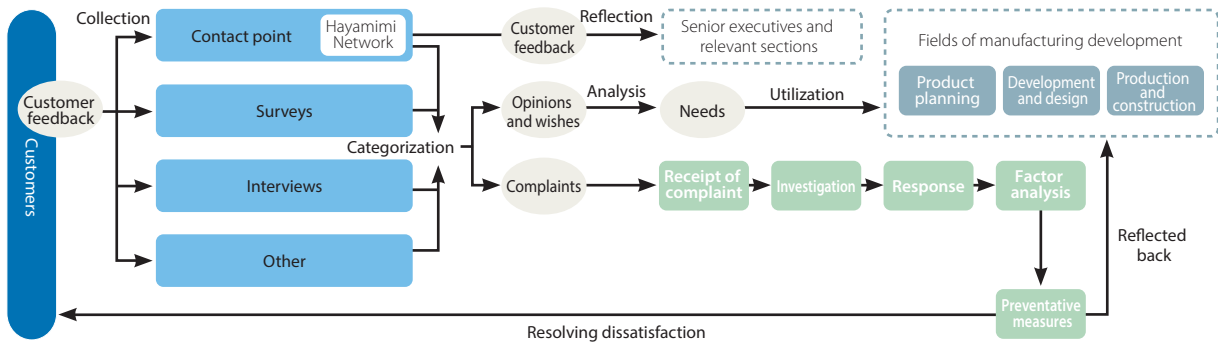 Collection
Contact point
Hayamimi
Network
Customer
feedback
Reflection
Senior executives and
relevant sections
Fields of manufacturing development
Product
planning
Development
and design
Production
and
construction
Customer
feedback
Customers
Surveys
Opinions
and wishes
Analysis
Needs
Utilization
Categorization
Interviews
Complaints
Receipt of
complaint
Investigation
Response
Factor
analysis
Other
Reflected
back
Preventative
measures
Resolving dissatisfaction